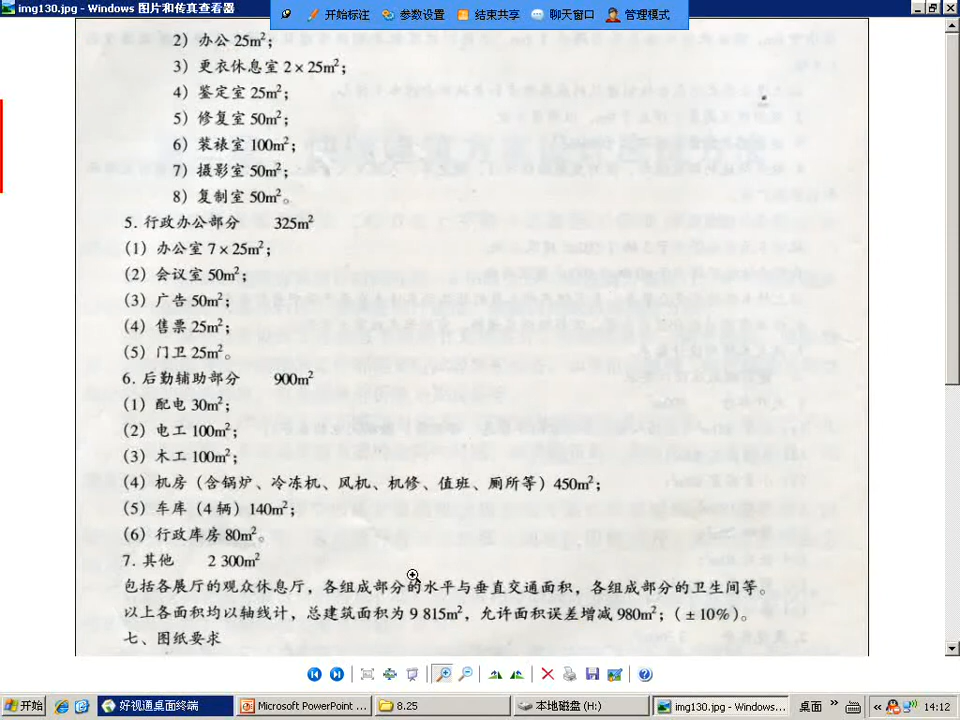 img130.jpg - Windows 图片和传真查看器
开始标注 参数设置 结束共享 聊天窗口 管理模式
2）办公 25m²；
3）更衣休息室 2×25m²；
4）鉴定室 25m²；
5）修复室 50m²；
6）装裱室 100m²；
7）摄影室 50m²；
8）复制室 50m²。
5. 行政办公部分 325m²
(1) 办公室 7×25m²；
(2) 会议室 50m²；
(3) 广告 50m²；
(4) 售票 25m²；
(5) 门卫 25m²。
6. 后勤辅助部分 900m²
(1) 配电 30m²；
(2) 电工 100m²；
(3) 木工 100m²；
(4) 机房（含锅炉、冷冻机、风机、机修、值班、厕所等）450m²；
(5) 车库（4 辆）140m²；
(6) 行政库房 80m²。
7. 其他 2 300m²
包括各展厅的观众休息厅，各组成部分的水平与垂直交通面积，各组成部分的卫生间等。
以上各面积均以轴线计，总建筑面积为 9 815m²，允许面积误差增减 980m²；(±10%)。
七、图纸要求
开始 好视通桌面终端 Microsoft PowerPoint ... 8.25 本地磁盘 (H:) img130.jpg - Windows... 桌面 » « 14:12